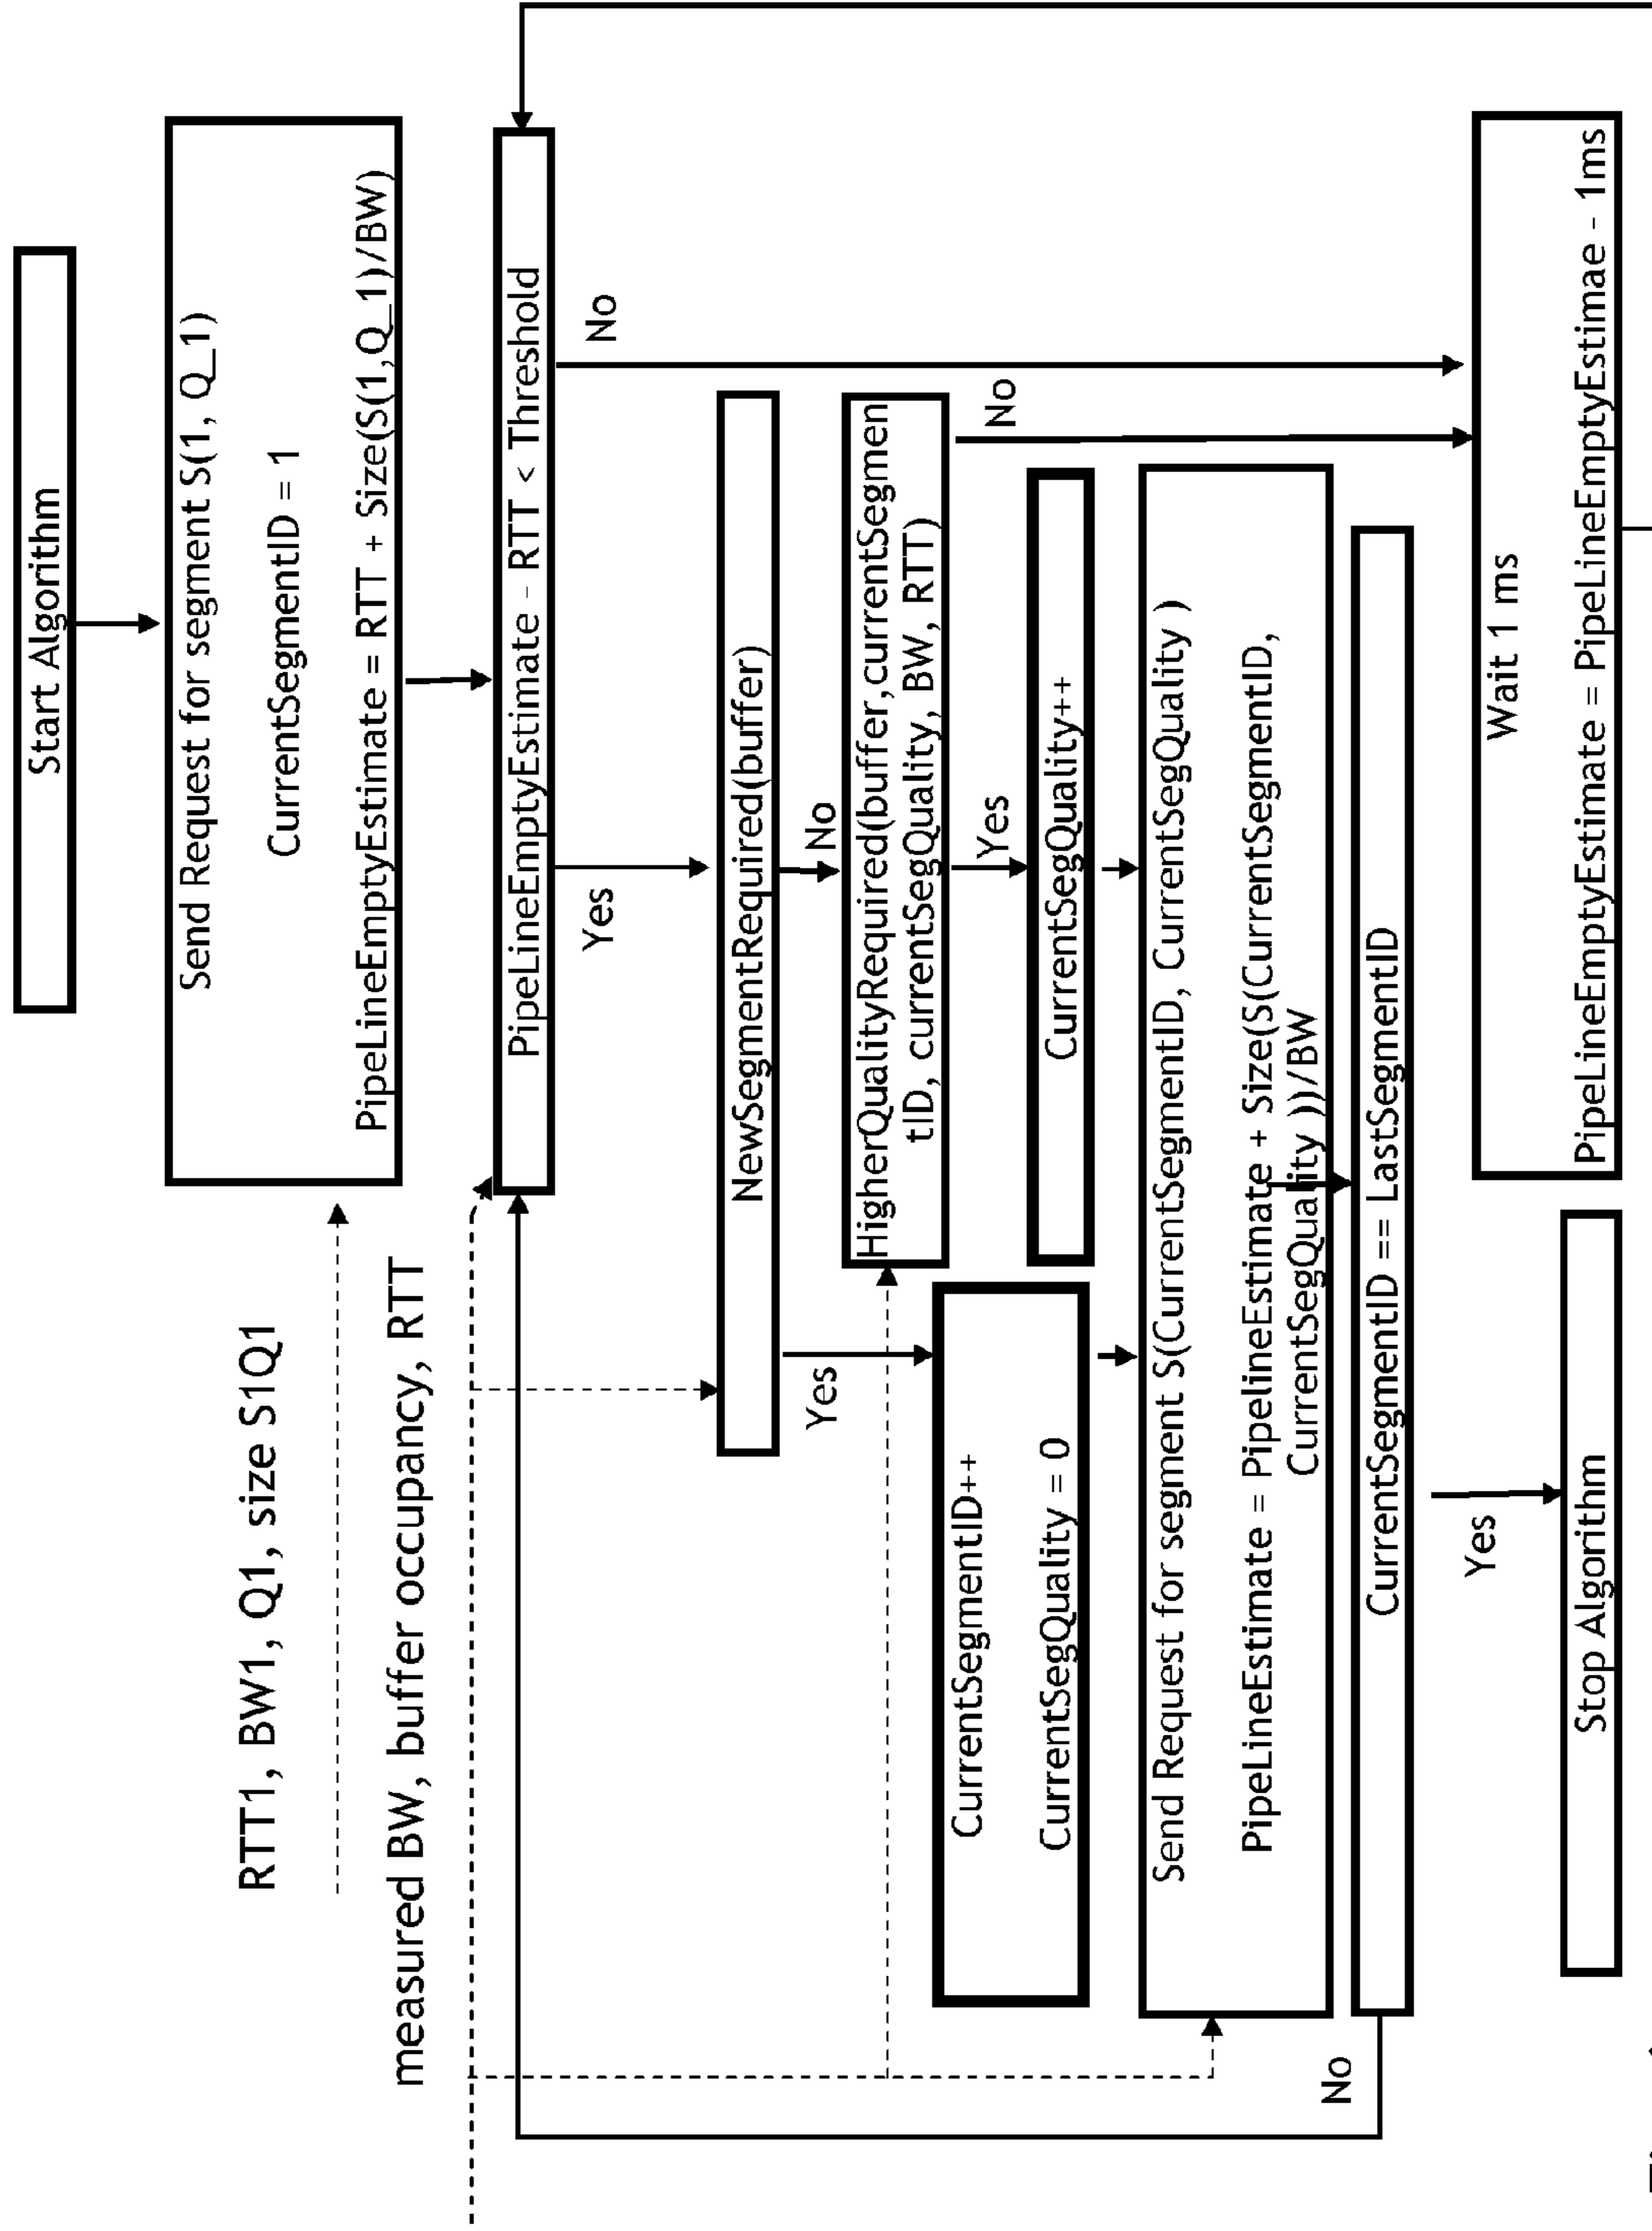 Start Algorithm
Send Request for segment S(1, Q_1)
CurrentSegmentID = 1
PipeLineEmptyEstimate = RTT + Size(S(1,Q_1)/BW)
RTT1, BW1, Q1, size S1Q1
measured BW, buffer occupancy, RTT
PipeLineEmptyEstimate - RTT < Threshold
Yes
No
NewSegmentRequired(buffer)
Yes
No
HigherQualityRequired(buffer,currentSegmen
tID, currentSegQuality, BW, RTT)
Yes
No
CurrentSegment++
CurrentSegQuality = 0
CurrentSegQuality++
Send Request for segment S(CurrentSegmentID, CurrentSegQuality )
PipeLineEstimate = PipelineEstimate + Size(S(CurrentSegmentID,
CurrentSegQuality ))/BW
CurrentSegmentID == LastSegmentID
No
Yes
Stop Algorithm
Wait 1 ms
PipeLineEmptyEstimate = PipeLineEmptyEstimae - 1ms